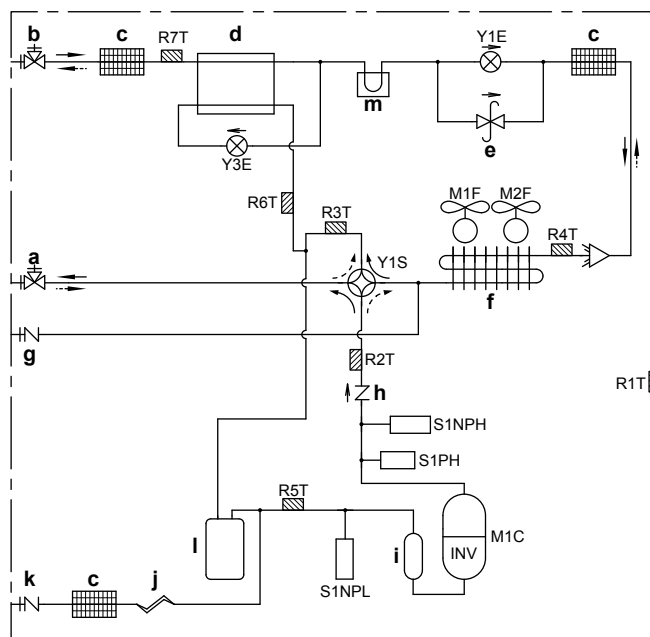 b
c
R7T
d
Y1E
c
m
e
Y3E
R6T
R3T
M1F
M2F
R4T
a
Y1S
f
g
R2T
R1T
h
S1NPH
S1PH
R5T
l
i
M1C
INV
k
c
j
S1NPL